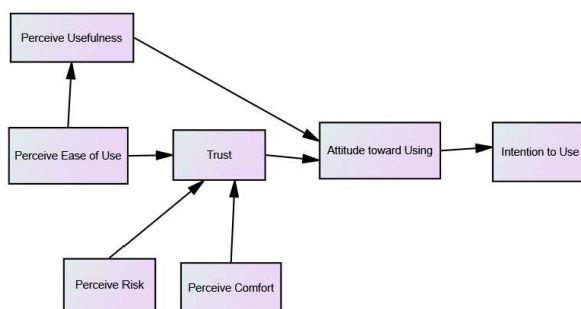 Perceive Usefulness
Perceive Ease of Use
Trust
Attitude toward Using
Intention to Use
Perceive Risk
Perceive Comfort